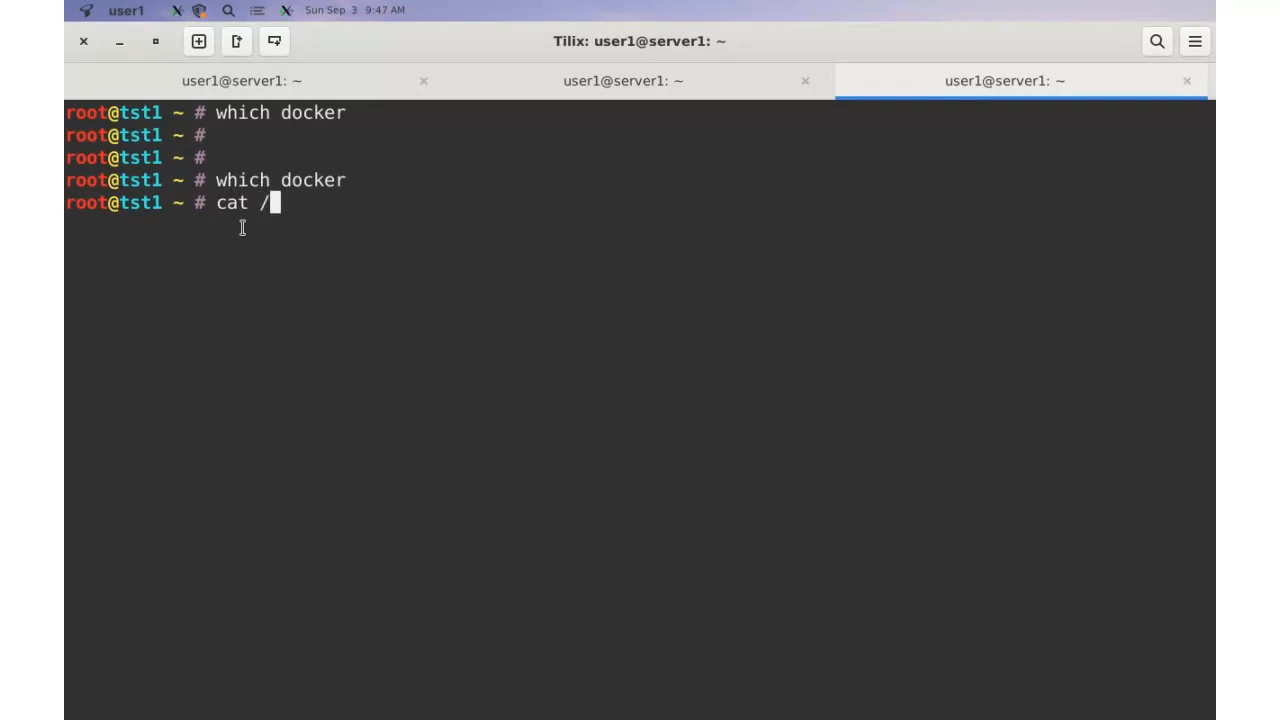 user1 Sun Sep 3 9:47 AM
Tilix: user1@server1: ~
user1@server1: ~ user1@server1: ~ user1@server1: ~
root@tst1 ~ # which docker
root@tst1 ~ #
root@tst1 ~ #
root@tst1 ~ # which docker
root@tst1 ~ # cat /